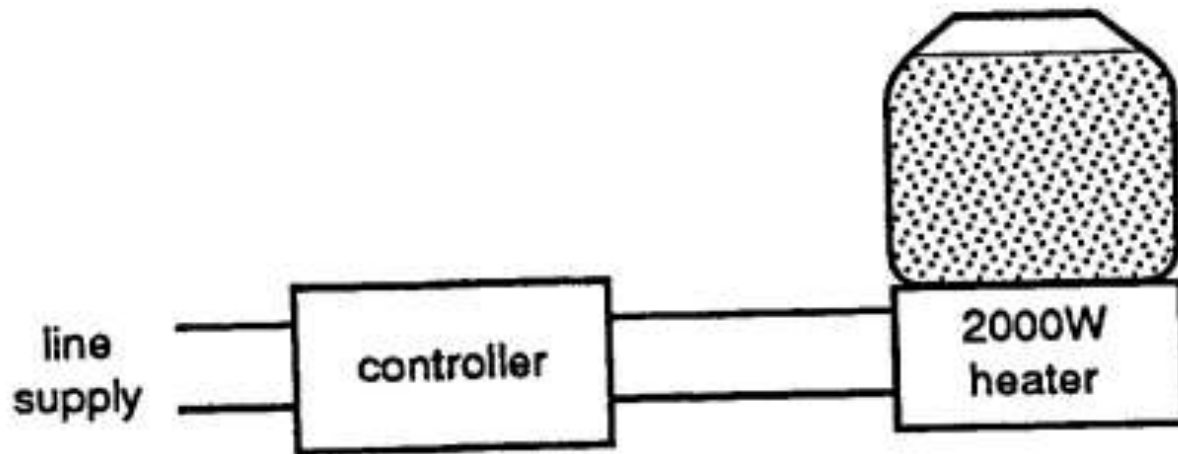 line
supply
controller
2000W
heater